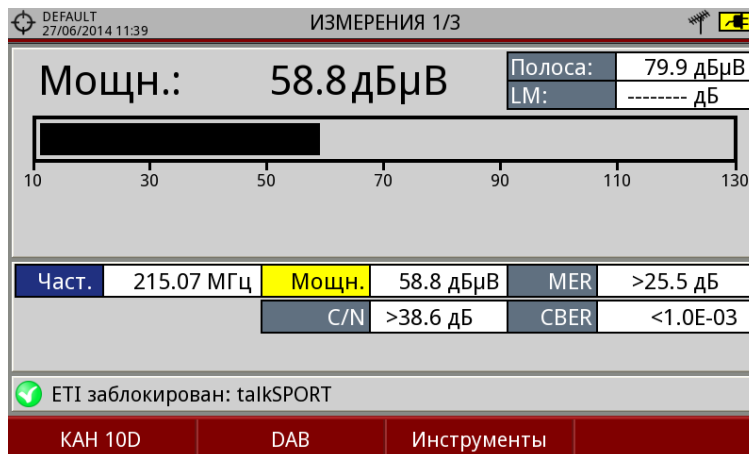 DEFAULT
27/06/2014 11:39
ИЗМЕРЕНИЯ 1/3
Мощн.: 58.8 дБµВ
Полоса: 79.9 дБµВ
LM: -------- дБ
10 30 50 70 90 110 130
Част. 215.07 МГц Мощн. 58.8 дБµВ MER >25.5 дБ
C/N >38.6 дБ CBER <1.0E-03
ETI заблокирован: talkSPORT
КАН 10D DAB Инструменты